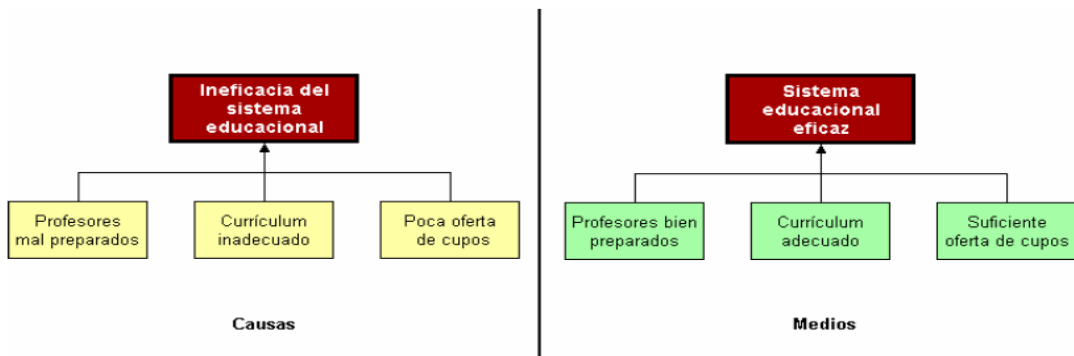 Ineficacia del
sistema
educacional
Profesores
mal preparados
Currículum
inadecuado
Poca oferta
de cupos
Causas
Sistema
educacional
eficaz
Profesores bien
preparados
Currículum
adecuado
Suficiente
oferta de cupos
Medios